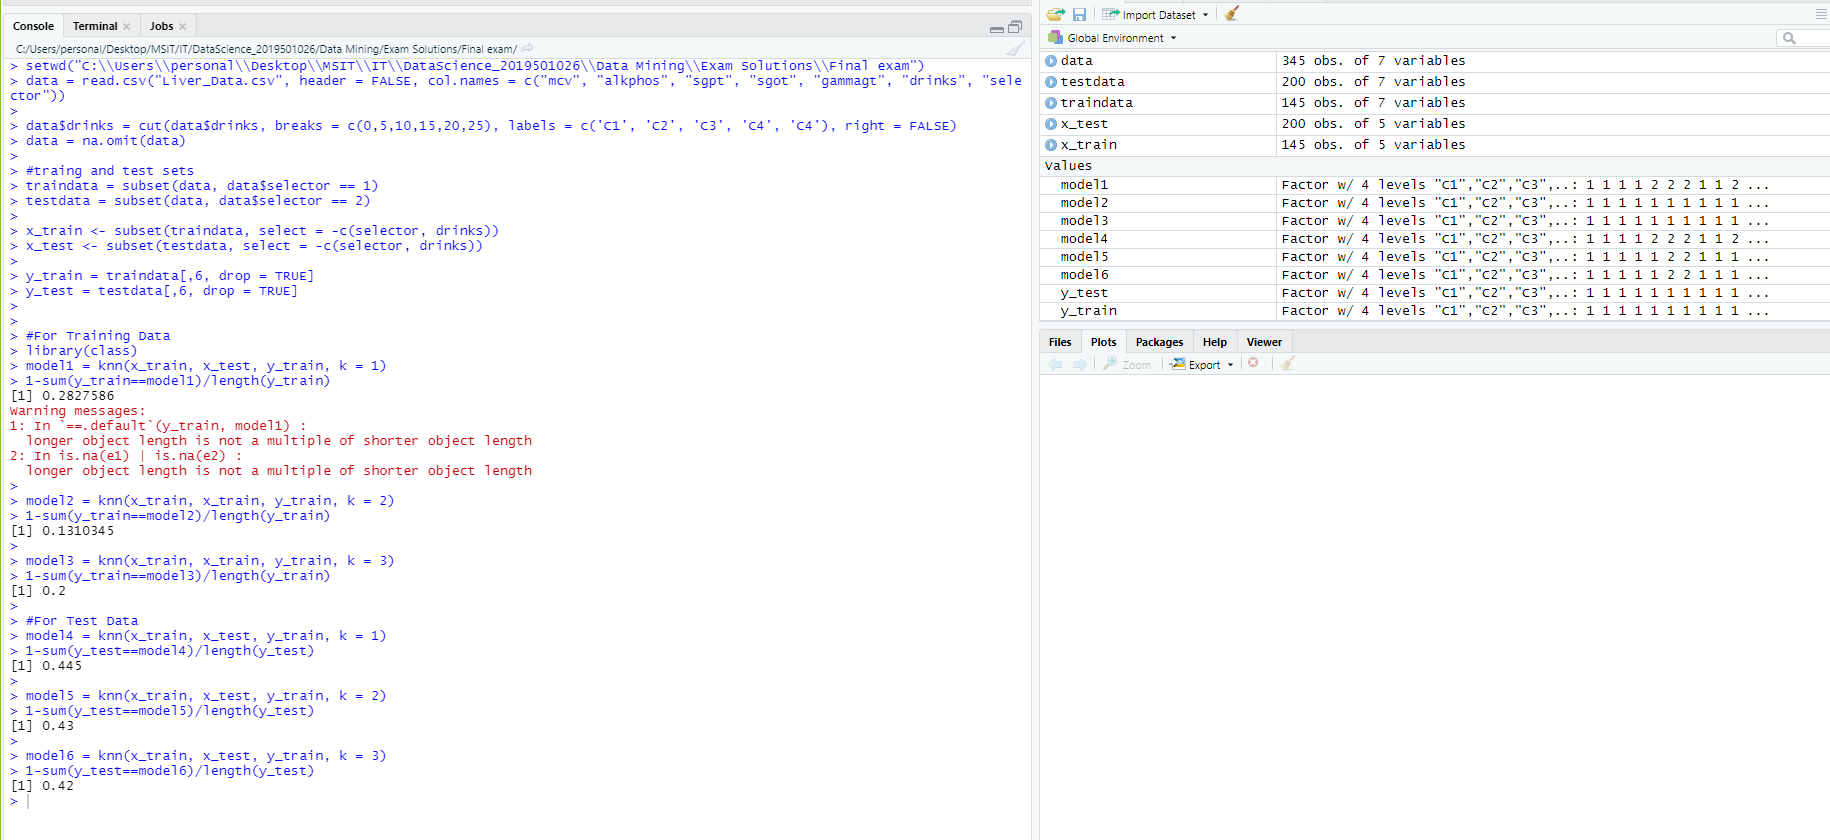 Console Terminal Jobs
C:/Users/personal/Desktop/MSIT/IT/DataScience_2019501026/Data Mining/Exam Solutions/Final exam/
> setwd("C:\\Users\\personal\\Desktop\\MSIT\\IT\\DataScience_2019501026\\Data Mining\\Exam Solutions\\Final exam")
> data = read.csv("Liver_Data.csv", header = FALSE, col.names = c("mcv", "alkphos", "sgpt", "sgot", "gammagt", "drinks", "sele
ctor"))
>
> data$drinks = cut(data$drinks, breaks = c(0,5,10,15,20,25), labels = c('C1', 'C2', 'C3', 'C4', 'C4'), right = FALSE)
> data = na.omit(data)
>
> #traing and test sets
> traindata = subset(data, data$selector == 1)
> testdata = subset(data, data$selector == 2)
>
> x_train <- subset(traindata, select = -c(selector, drinks))
> x_test <- subset(testdata, select = -c(selector, drinks))
>
> y_train = traindata[,6, drop = TRUE]
> y_test = testdata[,6, drop = TRUE]
>
>
> #For Training Data
> library(class)
> model1 = knn(x_train, x_test, y_train, k = 1)
> 1-sum(y_train==model1)/length(y_train)
[1] 0.2827586
Warning messages:
1: In `==.default`(y_train, model1) :
  longer object length is not a multiple of shorter object length
2: In is.na(e1) | is.na(e2) :
  longer object length is not a multiple of shorter object length
>
> model2 = knn(x_train, x_train, y_train, k = 2)
> 1-sum(y_train==model2)/length(y_train)
[1] 0.1310345
>
> model3 = knn(x_train, x_train, y_train, k = 3)
> 1-sum(y_train==model3)/length(y_train)
[1] 0.2
>
> #For Test Data
> model4 = knn(x_train, x_test, y_train, k = 1)
> 1-sum(y_test==model4)/length(y_test)
[1] 0.445
>
> model5 = knn(x_train, x_test, y_train, k = 2)
> 1-sum(y_test==model5)/length(y_test)
[1] 0.43
>
> model6 = knn(x_train, x_test, y_train, k = 3)
> 1-sum(y_test==model6)/length(y_test)
[1] 0.42
>
Import Dataset
Global Environment
data 345 obs. of 7 variables
testdata 200 obs. of 7 variables
traindata 145 obs. of 7 variables
x_test 200 obs. of 5 variables
x_train 145 obs. of 5 variables
Values
model1 Factor w/ 4 levels "C1","C2","C3",..: 1 1 1 1 2 2 2 1 1 2 ...
model2 Factor w/ 4 levels "C1","C2","C3",..: 1 1 1 1 1 1 1 1 1 1 ...
model3 Factor w/ 4 levels "C1","C2","C3",..: 1 1 1 1 1 1 1 1 1 1 ...
model4 Factor w/ 4 levels "C1","C2","C3",..: 1 1 1 1 2 2 2 1 1 2 ...
model5 Factor w/ 4 levels "C1","C2","C3",..: 1 1 1 1 1 2 2 1 1 1 ...
model6 Factor w/ 4 levels "C1","C2","C3",..: 1 1 1 1 1 2 2 1 1 1 ...
y_test Factor w/ 4 levels "C1","C2","C3",..: 1 1 1 1 1 1 1 1 1 1 ...
y_train Factor w/ 4 levels "C1","C2","C3",..: 1 1 1 1 1 1 1 1 1 1 ...
Files Plots Packages Help Viewer
Zoom Export